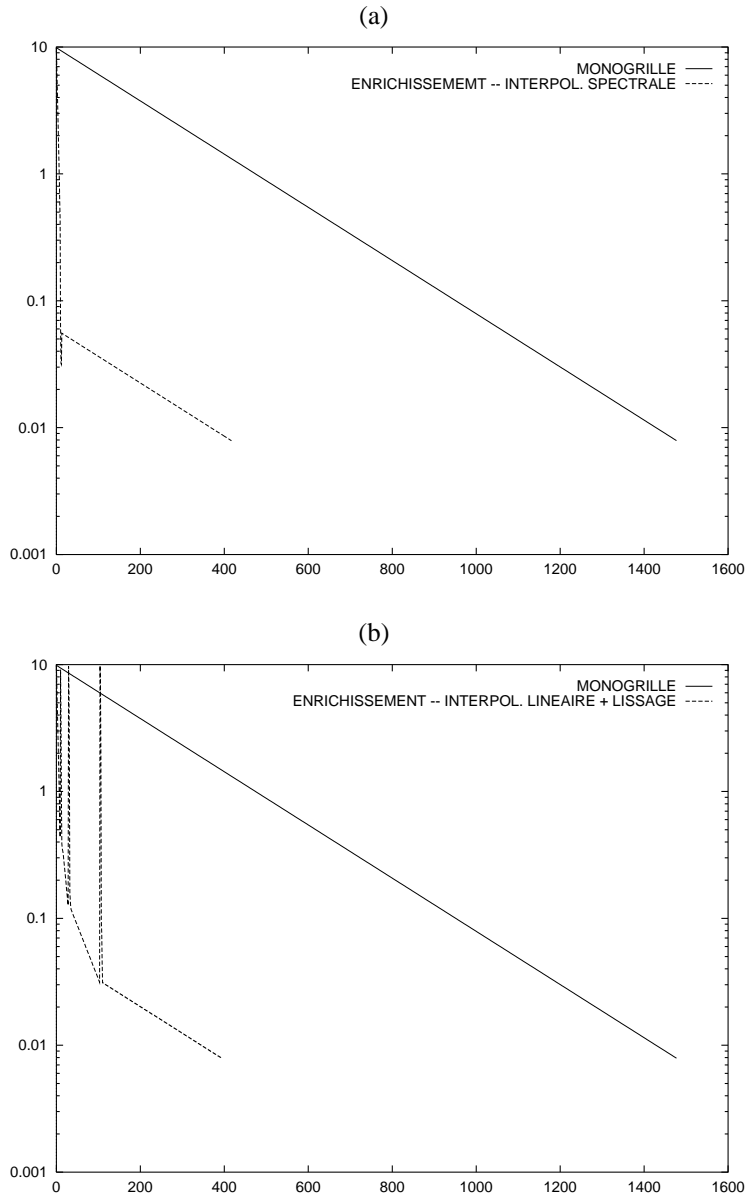 (a)
10
1
0.1
0.01
0.001
MONOGRILLE
ENRICHISSEMEMT -- INTERPOL. SPECTRALE
0 200 400 600 800 1000 1200 1400 1600
(b)
10
1
0.1
0.01
0.001
MONOGRILLE
ENRICHISSEMENT -- INTERPOL. LINEAIRE + LISSAGE
0 200 400 600 800 1000 1200 1400 1600